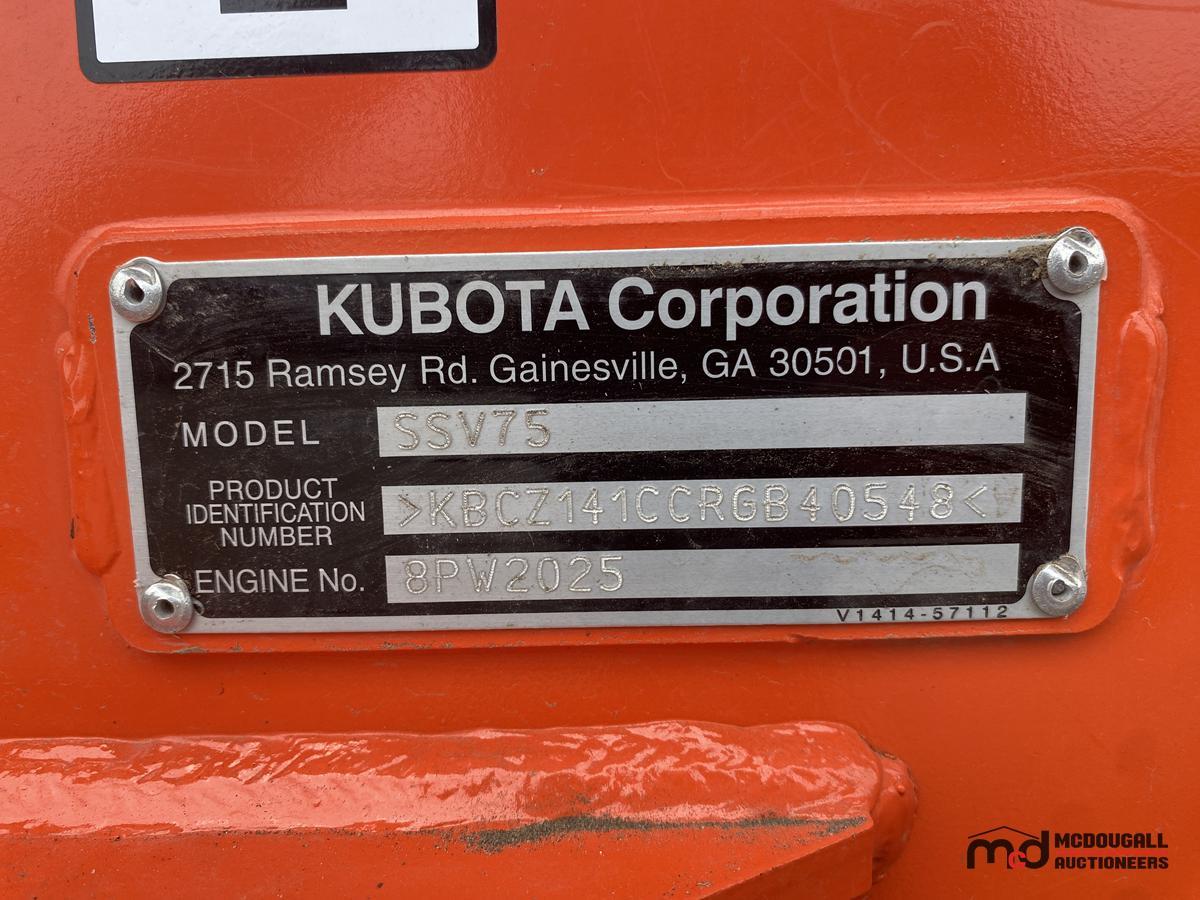 KUBOTA Corporation
2715 Ramsey Rd. Gainesville, GA 30501, U.S.A
MODEL SSV75
PRODUCT
IDENTIFICATION
NUMBER
>KBCZ141CCRGB40548<
ENGINE No. 8PW2025
V1414-57112
mcd MCDOUGALL
AUCTIONEERS